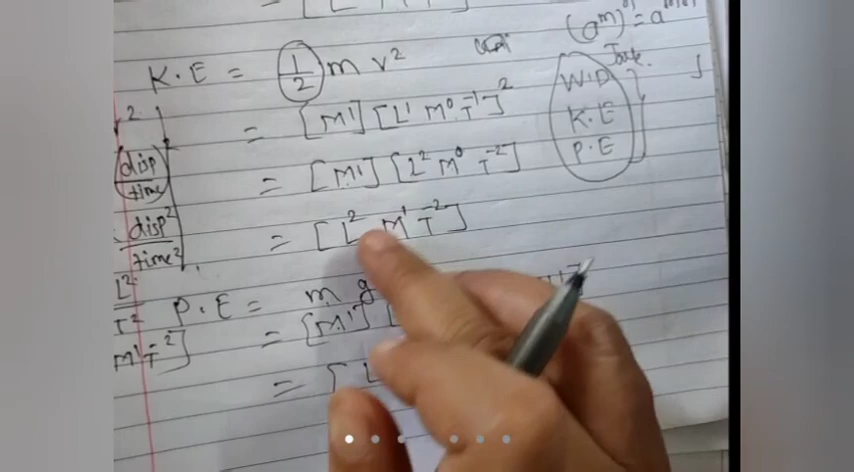 (aᵐ)ⁿ = a
K.E = 1/2 m v²
= [M¹] [L¹ M⁰ T⁻¹]²
W.D
K.E
P.E
= [M¹] [L² M⁰ T⁻²]
= [L² M¹ T⁻²]
disp
time
disp²
time²
L²
T²
M¹T⁻²]
P.E = m g
= [M¹] [
= [L